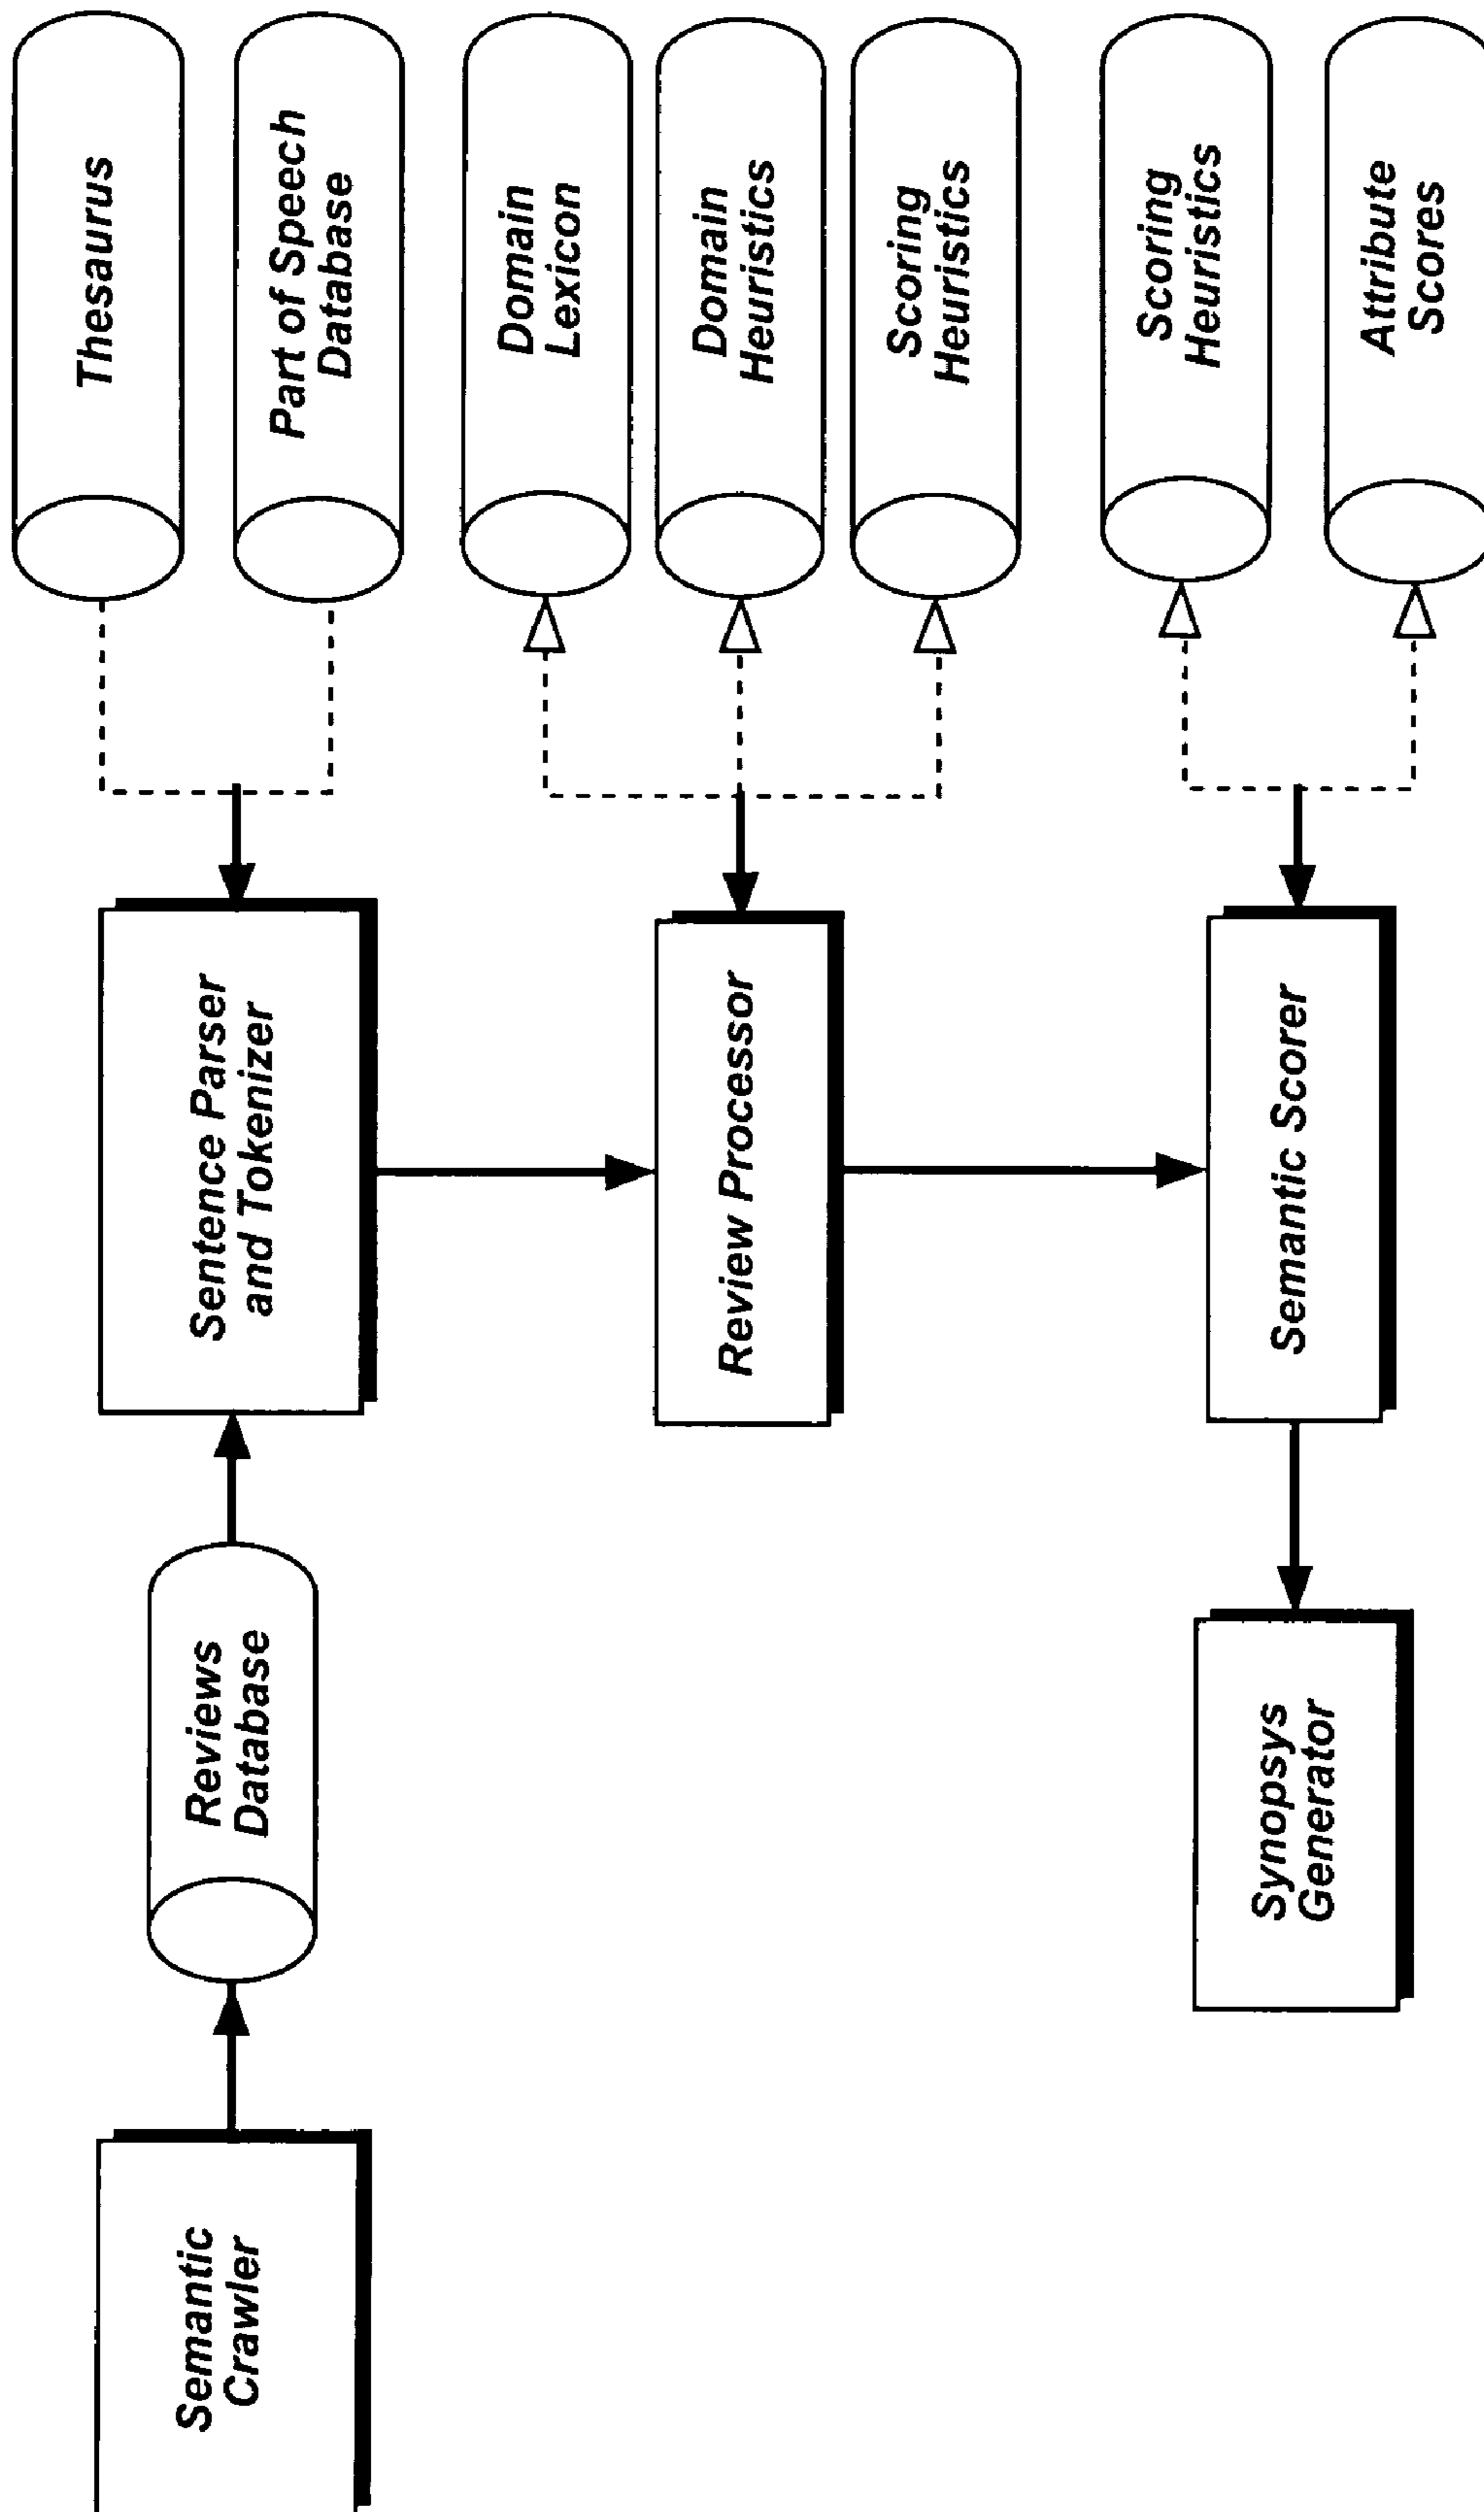 Semantic
Crawler
Reviews
Database
Sentence Parser
and Tokenizer
Thesaurus
Part of Speech
Database
Review Processor
Domain
Lexicon
Domain
Heuristics
Scoring
Heuristics
Synopsys
Generator
Semantic Scorer
Scoring
Heuristics
Attribute
Scores